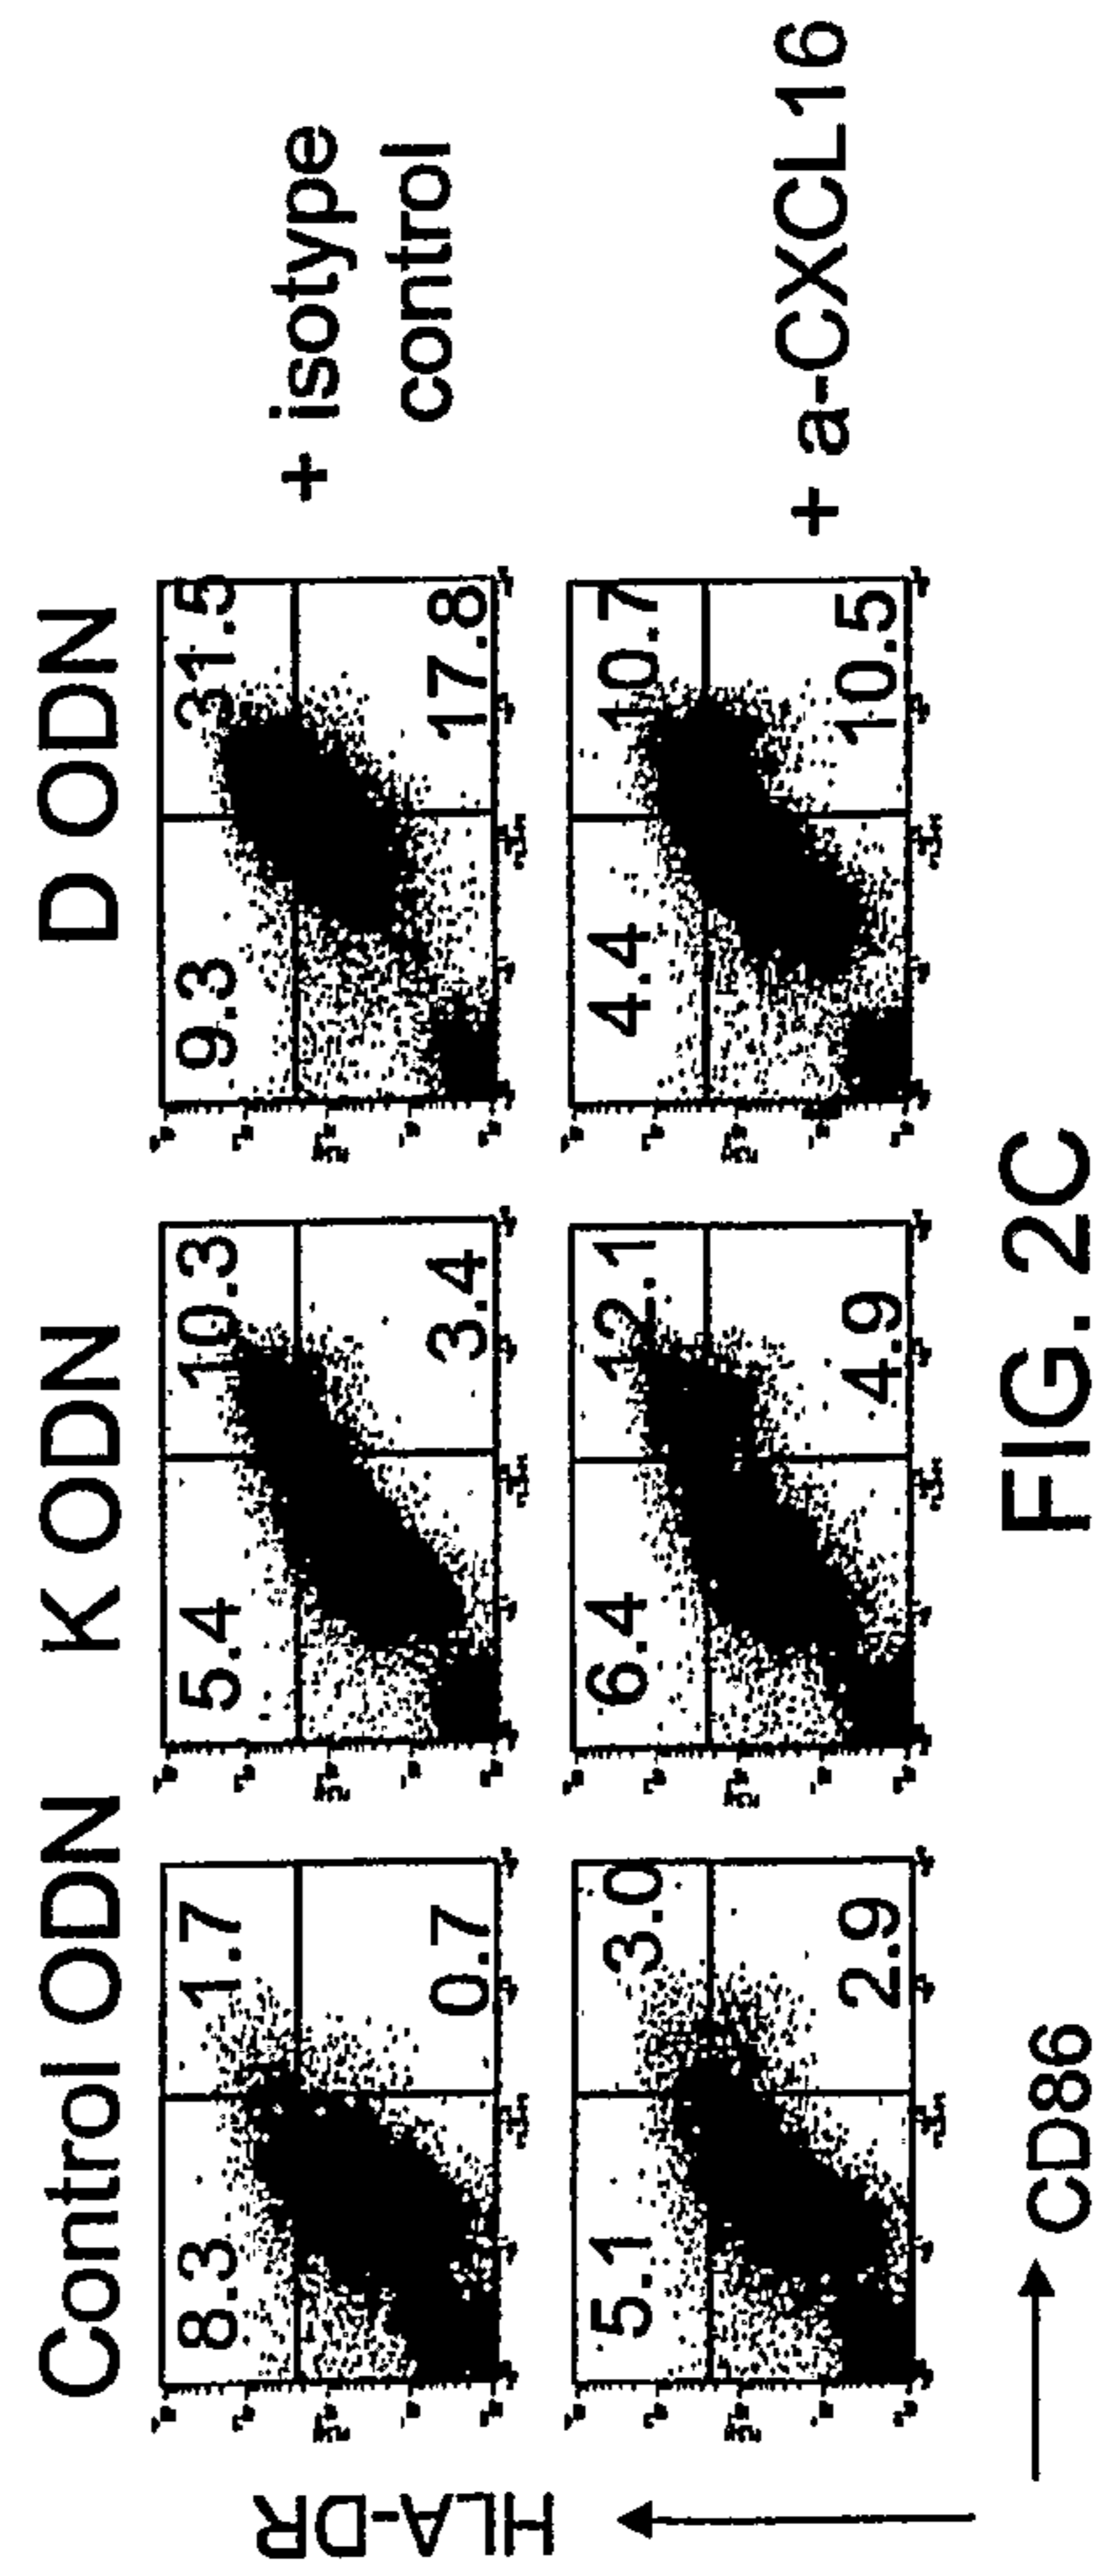 Control ODN K ODN D ODN
8.3 1.7 5.4 10.3 9.3 31.5
0.7 3.4 17.8
+ isotype
control
5.1 3.0 6.4 12.1 4.4 10.7
2.9 4.9 10.5
+ a-CXCL16
HLA-DR
CD86
FIG. 2C